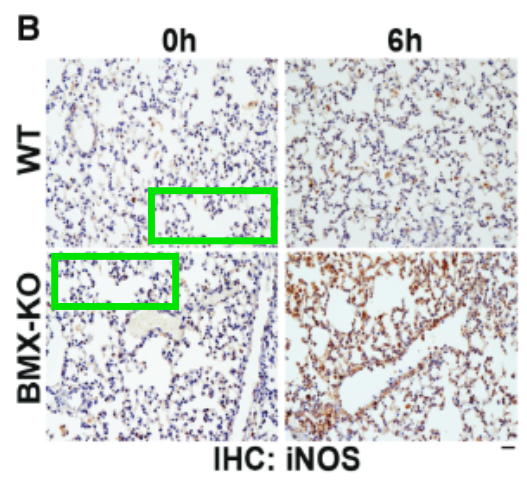 B
0h 6h
WT
BMX-KO
IHC: iNOS